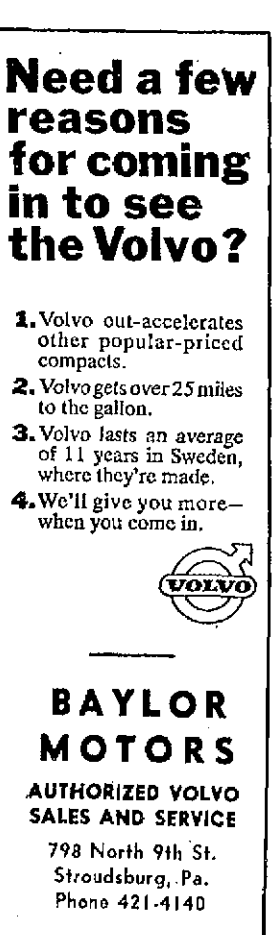 Need a few
reasons
for coming
in to see
the Volvo?
1. Volvo out-accelerates
other popular-priced
compacts.
2. Volvo gets over 25 miles
to the gallon.
3. Volvo lasts an average
of 11 years in Sweden,
where they're made.
4. We'll give you more—
when you come in.
VOLVO
BAYLOR
MOTORS
AUTHORIZED VOLVO
SALES AND SERVICE
798 North 9th St.
Stroudsburg, Pa.
Phone 421-4140